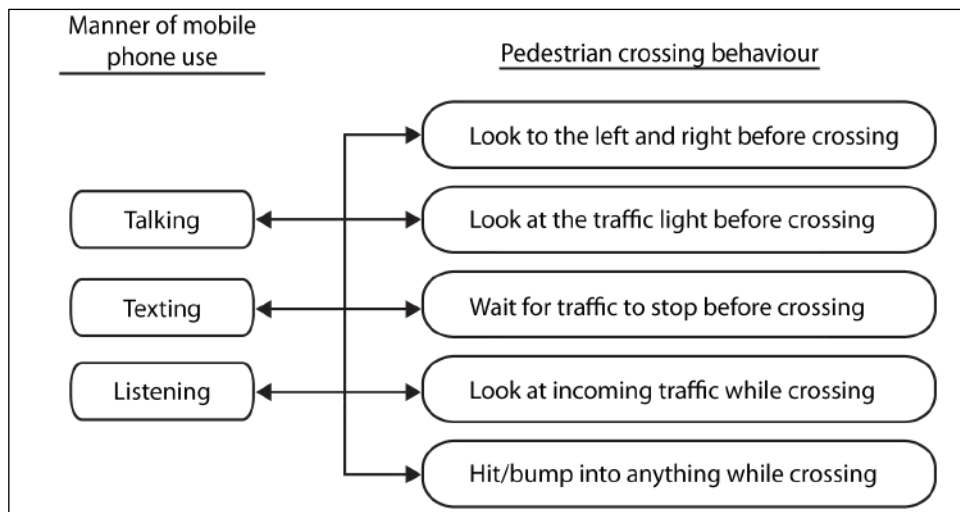 Manner of mobile
phone use
Pedestrian crossing behaviour
Look to the left and right before crossing
Talking
Look at the traffic light before crossing
Texting
Wait for traffic to stop before crossing
Listening
Look at incoming traffic while crossing
Hit/bump into anything while crossing